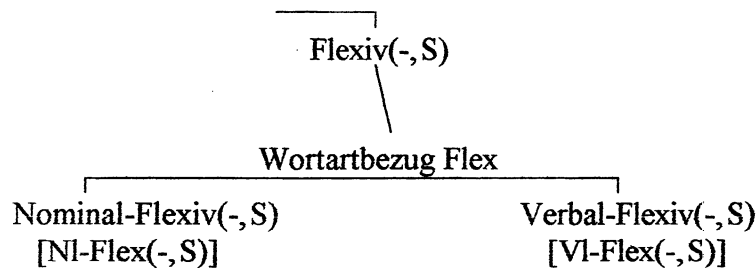 Flexiv(-,S)
Wortartbezug Flex
Nominal-Flexiv(-,S) Verbal-Flexiv(-,S)
[Nl-Flex(-,S)] [Vl-Flex(-,S)]